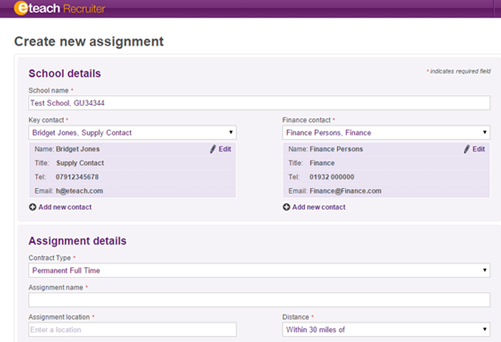 eteach Recruiter
Create new assignment
School details
* indicates required field
School name *
Test School, GU34344
Key contact *
Finance contact *
Bridget Jones, Supply Contact
Finance Persons, Finance
Name: Bridget Jones
Edit
Title: Supply Contact
Tel: 07912345678
Email: h@eteach.com
Name: Finance Persons
Edit
Title: Finance
Tel: 01932 000000
Email: Finance@Finance.com
Add new contact
Add new contact
Assignment details
Contract Type *
Permanent Full Time
Assignment name *
Assignment location *
Distance *
Enter a location
Within 30 miles of